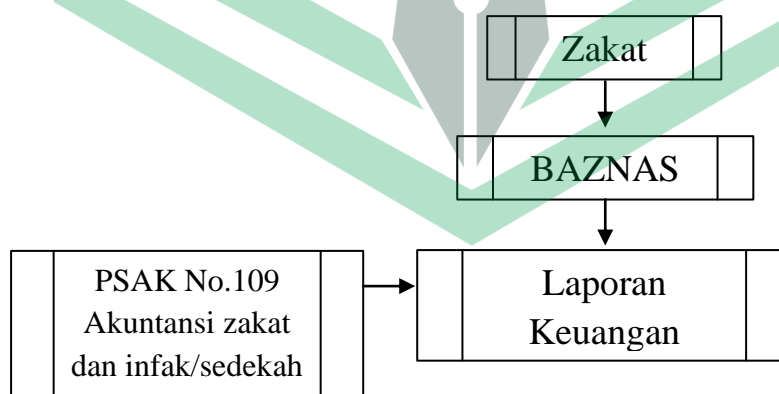 Zakat
BAZNAS
PSAK No.109
Akuntansi zakat
dan infak/sedekah
Laporan
Keuangan